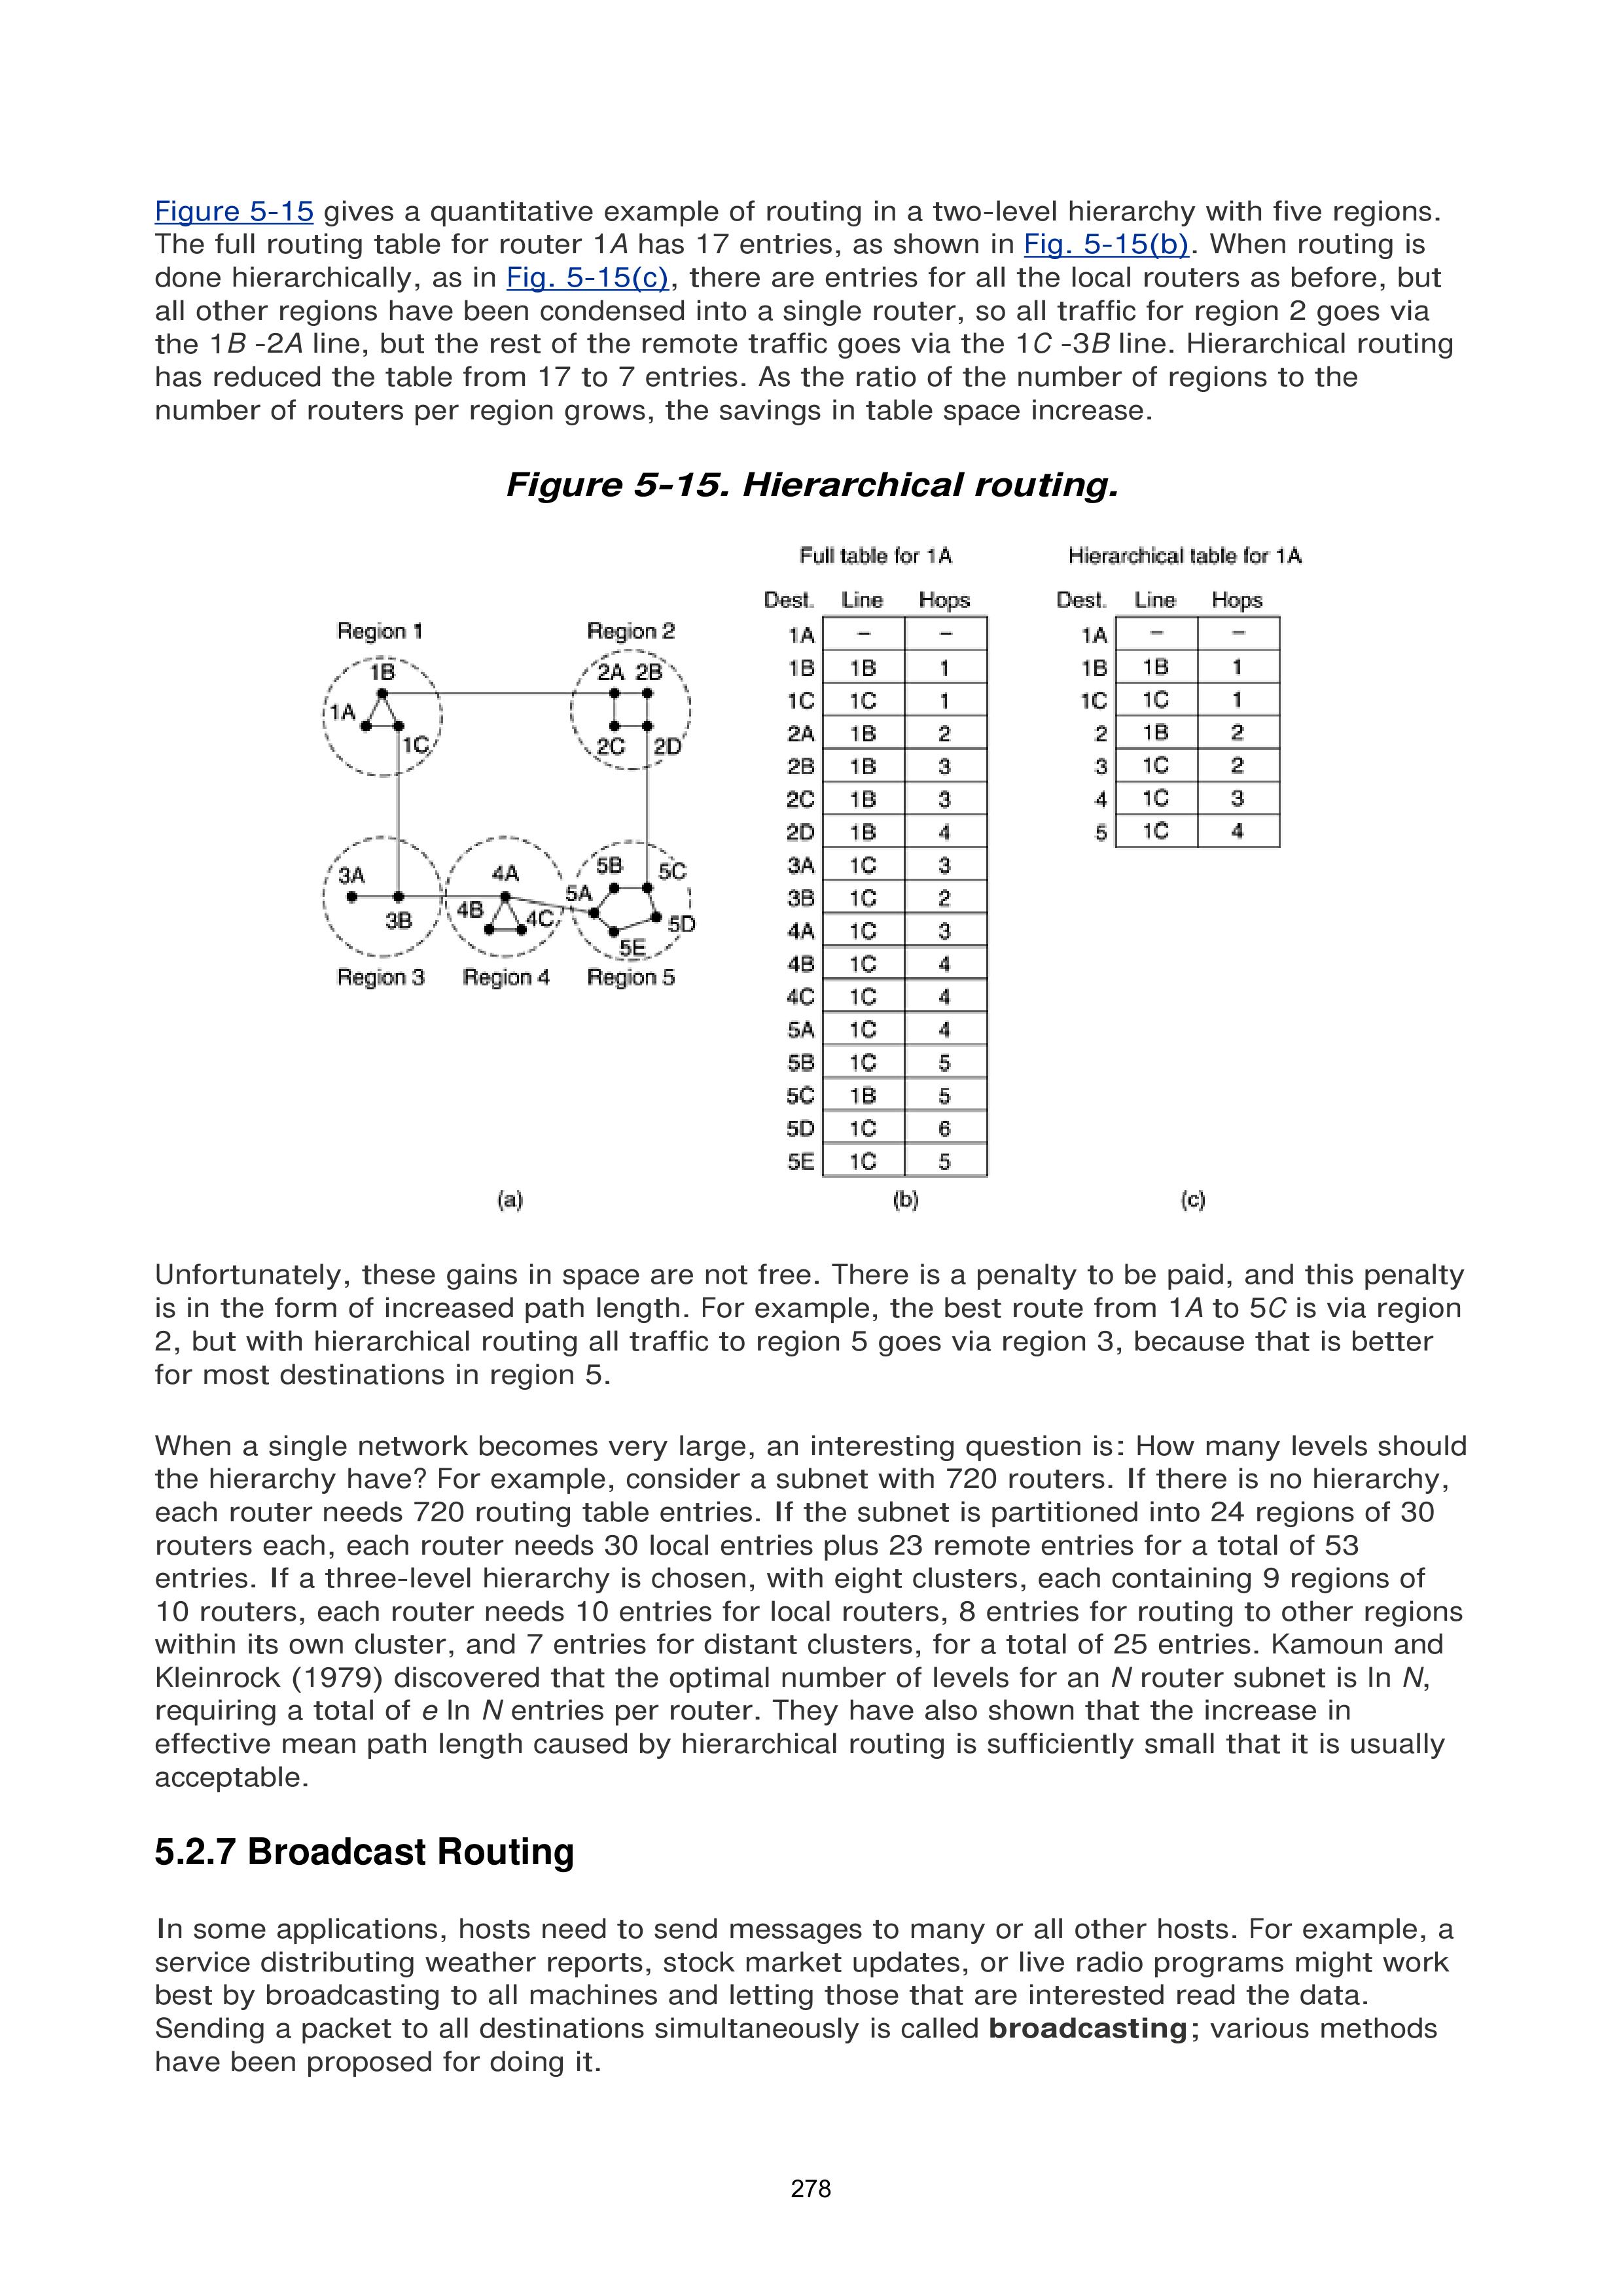 Figure 5-15 gives a quantitative example of routing in a two-level hierarchy with five regions.
The full routing table for router 1A has 17 entries, as shown in Fig. 5-15(b). When routing is
done hierarchically, as in Fig. 5-15(c), there are entries for all the local routers as before, but
all other regions have been condensed into a single router, so all traffic for region 2 goes via
the 1B -2A line, but the rest of the remote traffic goes via the 1C -3B line. Hierarchical routing
has reduced the table from 17 to 7 entries. As the ratio of the number of regions to the
number of routers per region grows, the savings in table space increase.
Figure 5-15. Hierarchical routing.
Region 1 Region 2
1B 2A 2B
1A
1C 2C 2D
3A 4A 5B 5C
5A
3B 4B 4C 5D
5E
Region 3 Region 4 Region 5
(a)
Full table for 1A
Dest. Line Hops
1A – –
1B 1B 1
1C 1C 1
2A 1B 2
2B 1B 3
2C 1B 3
2D 1B 4
3A 1C 3
3B 1C 2
4A 1C 3
4B 1C 4
4C 1C 4
5A 1C 4
5B 1C 5
5C 1B 5
5D 1C 6
5E 1C 5
(b)
Hierarchical table for 1A
Dest. Line Hops
1A – –
1B 1B 1
1C 1C 1
2 1B 2
3 1C 2
4 1C 3
5 1C 4
(c)
Unfortunately, these gains in space are not free. There is a penalty to be paid, and this penalty
is in the form of increased path length. For example, the best route from 1A to 5C is via region
2, but with hierarchical routing all traffic to region 5 goes via region 3, because that is better
for most destinations in region 5.
When a single network becomes very large, an interesting question is: How many levels should
the hierarchy have? For example, consider a subnet with 720 routers. If there is no hierarchy,
each router needs 720 routing table entries. If the subnet is partitioned into 24 regions of 30
routers each, each router needs 30 local entries plus 23 remote entries for a total of 53
entries. If a three-level hierarchy is chosen, with eight clusters, each containing 9 regions of
10 routers, each router needs 10 entries for local routers, 8 entries for routing to other regions
within its own cluster, and 7 entries for distant clusters, for a total of 25 entries. Kamoun and
Kleinrock (1979) discovered that the optimal number of levels for an N router subnet is ln N,
requiring a total of e ln N entries per router. They have also shown that the increase in
effective mean path length caused by hierarchical routing is sufficiently small that it is usually
acceptable.
5.2.7 Broadcast Routing
In some applications, hosts need to send messages to many or all other hosts. For example, a
service distributing weather reports, stock market updates, or live radio programs might work
best by broadcasting to all machines and letting those that are interested read the data.
Sending a packet to all destinations simultaneously is called broadcasting; various methods
have been proposed for doing it.
278